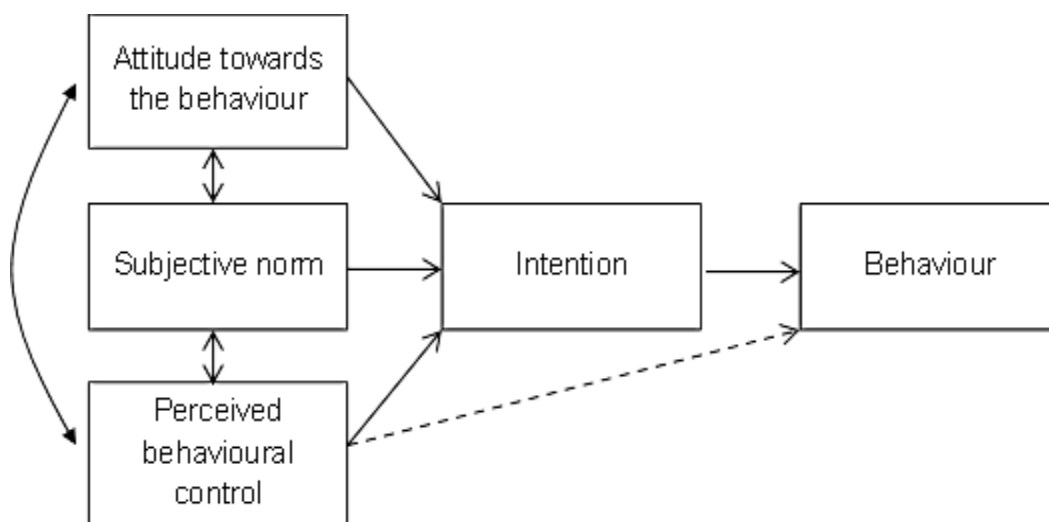 Attitude towards
the behaviour
Subjective norm
Intention
Behaviour
Perceived
behavioural
control